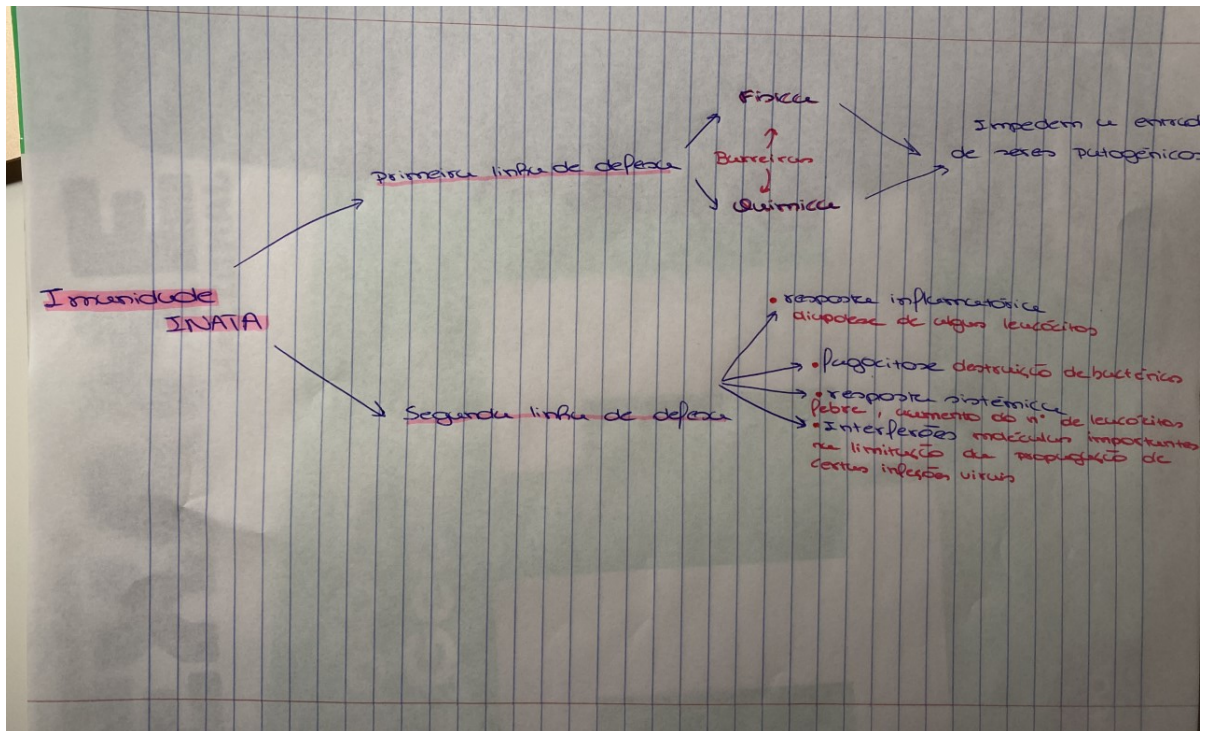 Física
Impedem a entrad
de seres patogénicos
Barreiras
Primeira linha de defesa
Química
Imunidade
INATA
• resposta inflamatórica
diapedese de alguns leucócitos
• fagocitose destruição de bactérias
• resposta sistémica
febre, aumento do nº de leucócitos
Segunda linha de defesa
• Interferões moléculas importantes
na limitação da propagação de
certas infeções virais